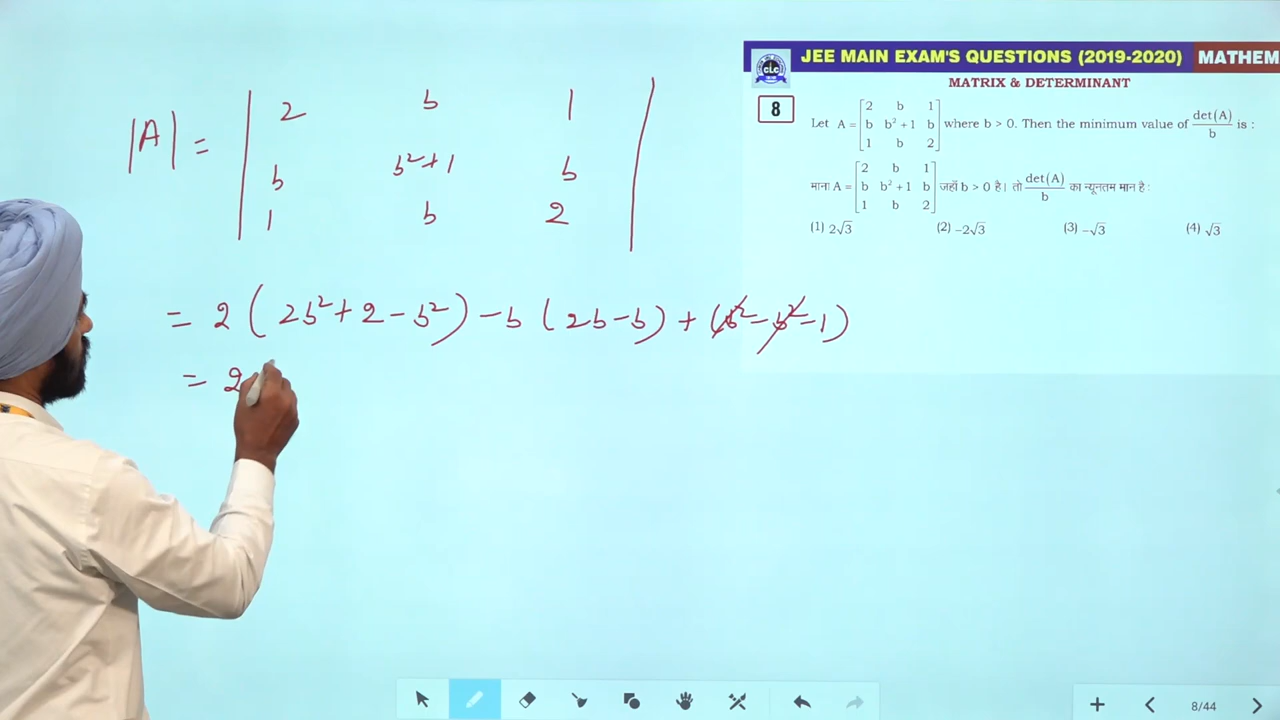 |A| = | 2 b 1 |
| b b²+1 b |
| 1 b 2 |
= 2 ( 2b² + 2 - b² ) - b ( 2b - b ) + ( b² - b² - 1 )
= 2
CLC
JEE MAIN EXAM'S QUESTIONS (2019-2020) MATHEM
MATRIX & DETERMINANT
8
Let A = [2 b 1; b b² + 1 b; 1 b 2] where b > 0. Then the minimum value of det(A)/b is :
माना A = [2 b 1; b b² + 1 b; 1 b 2] जहाँ b > 0 है। तो det(A)/b का न्यूनतम मान है :
(1) 2√3 (2) -2√3 (3) -√3 (4) √3
8/44